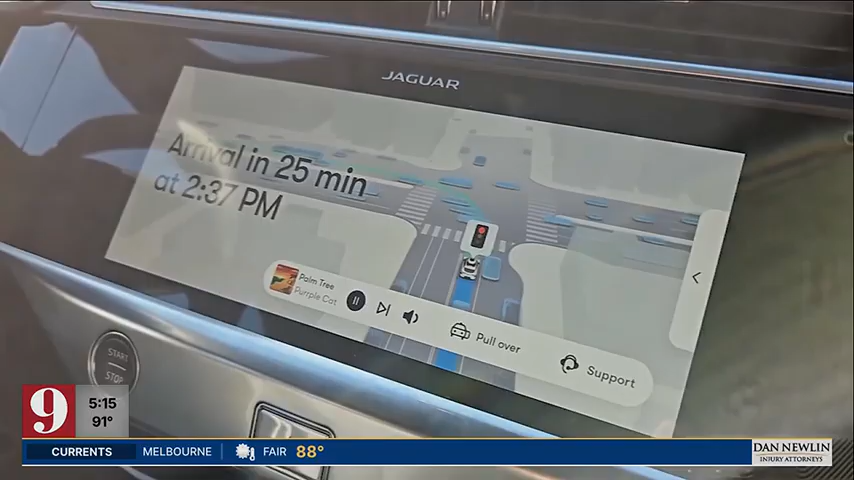 JAGUAR
Arrival in 25 min
at 2:37 PM
Palm Tree
Purrple Cat
Pull over
Support
START
STOP
9
5:15
91°
CURRENTS
MELBOURNE
FAIR
88°
DAN NEWLIN
INJURY ATTORNEYS